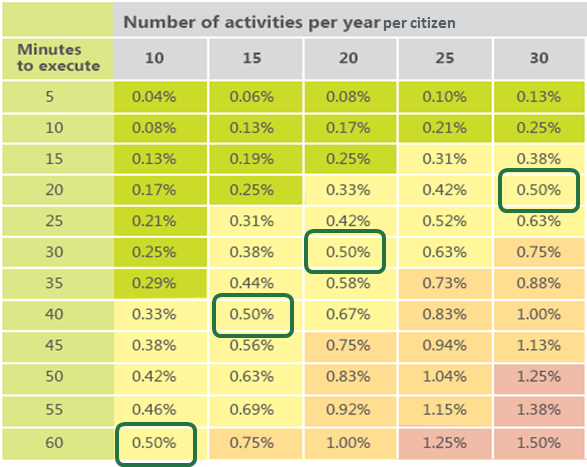 Number of activities per year per citizen
Minutes to execute 10 15 20 25 30
5 0.04% 0.06% 0.08% 0.10% 0.13%
10 0.08% 0.13% 0.17% 0.21% 0.25%
15 0.13% 0.19% 0.25% 0.31% 0.38%
20 0.17% 0.25% 0.33% 0.42% 0.50%
25 0.21% 0.31% 0.42% 0.52% 0.63%
30 0.25% 0.38% 0.50% 0.63% 0.75%
35 0.29% 0.44% 0.58% 0.73% 0.88%
40 0.33% 0.50% 0.67% 0.83% 1.00%
45 0.38% 0.56% 0.75% 0.94% 1.13%
50 0.42% 0.63% 0.83% 1.04% 1.25%
55 0.46% 0.69% 0.92% 1.15% 1.38%
60 0.50% 0.75% 1.00% 1.25% 1.50%